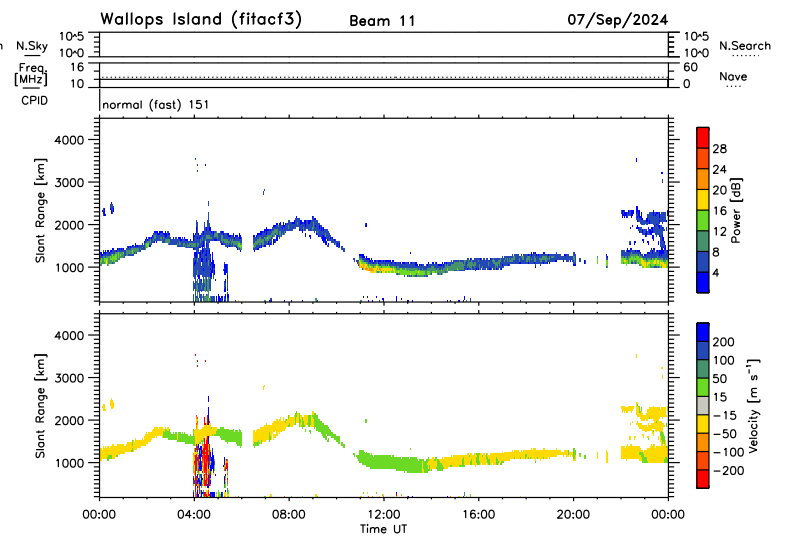 Wallops Island (fitacf3) Beam 11 07/Sep/2024
N.Sky 10^5 10^0 10^5 10^0 N.Search
Freq. [MHz] 16 10 60 0 Nave
CPID normal (fast) 151
Slant Range [km] 4000 3000 2000 1000
Power [dB] 28 24 20 16 12 8 4
Slant Range [km] 4000 3000 2000 1000
Velocity [m s⁻¹] 200 100 50 15 −15 −50 −100 −200
00:00 04:00 08:00 12:00 16:00 20:00 00:00
Time UT